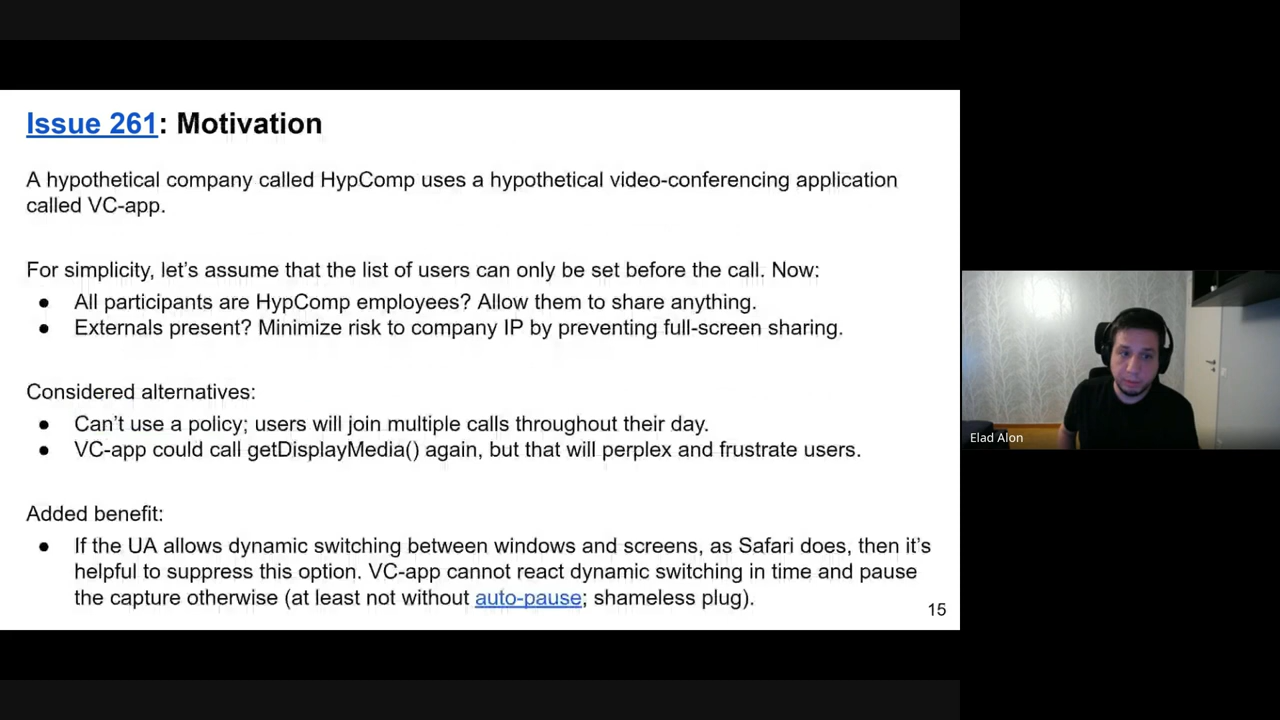 Issue 261: Motivation
A hypothetical company called HypComp uses a hypothetical video-conferencing application
called VC-app.
For simplicity, let’s assume that the list of users can only be set before the call. Now:
● All participants are HypComp employees? Allow them to share anything.
● Externals present? Minimize risk to company IP by preventing full-screen sharing.
Considered alternatives:
● Can’t use a policy; users will join multiple calls throughout their day.
● VC-app could call getDisplayMedia() again, but that will perplex and frustrate users.
Added benefit:
● If the UA allows dynamic switching between windows and screens, as Safari does, then it’s
helpful to suppress this option. VC-app cannot react dynamic switching in time and pause
the capture otherwise (at least not without auto-pause; shameless plug).
15
Elad Alon